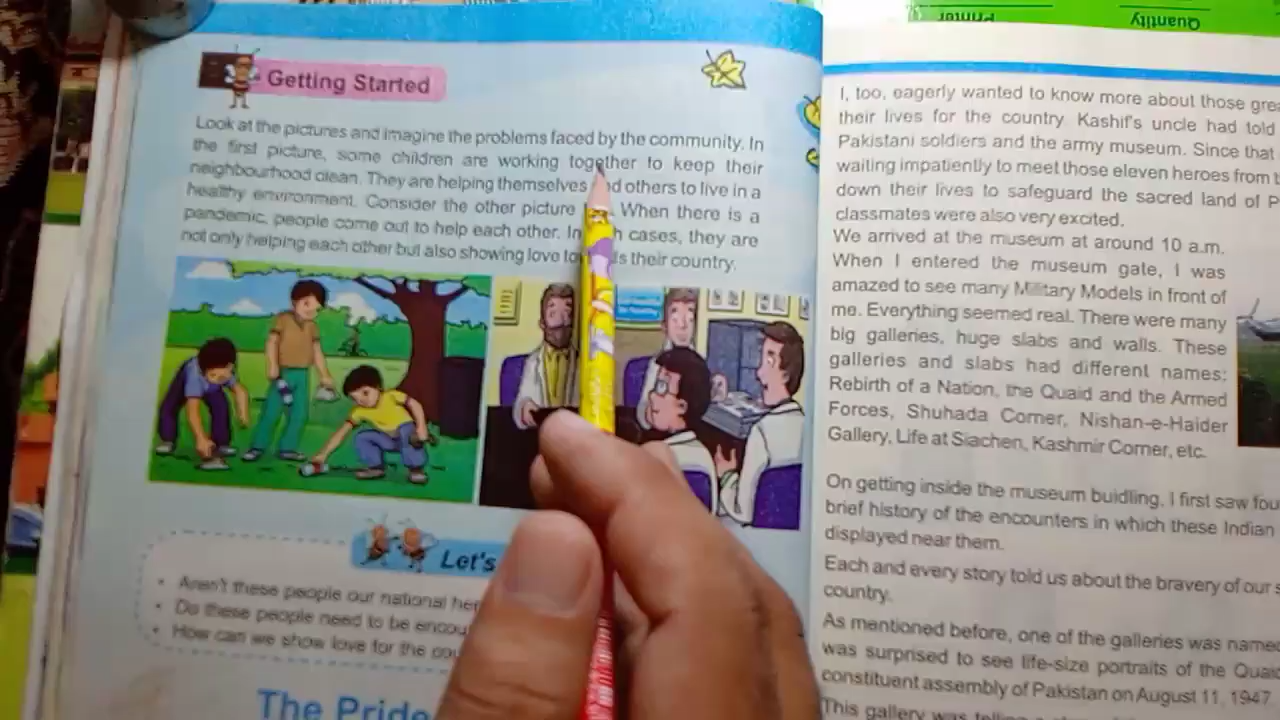 Quantity
Printer
Getting Started
Look at the pictures and imagine the problems faced by the community. In
the first picture, some children are working together to keep their
neighbourhood clean. They are helping themselves and others to live in a
healthy environment. Consider the other picture When there is a
pandemic, people come out to help each other. In cases, they are
not only helping each other but also showing love their country.
Let's
Aren't these people our national
Do these people need to be
How can we show love for the
The Pride
I, too, eagerly wanted to know more about those
their lives for the country. Kashif's uncle had told
Pakistani soldiers and the army museum. Since that
waiting impatiently to meet those eleven heroes from
down their lives to safeguard the sacred land of
classmates were also very excited.
We arrived at the museum at around 10 a.m.
When I entered the museum gate, I was
amazed to see many Military Models in front of
me. Everything seemed real. There were many
big galleries, huge slabs and walls. These
galleries and slabs had different names:
Rebirth of a Nation, the Quaid and the Armed
Forces, Shuhada Corner, Nishan-e-Haider
Gallery, Life at Siachen, Kashmir Corner, etc.
On getting inside the museum buidling, I first saw
brief history of the encounters in which these Indian
displayed near them.
Each and every story told us about the bravery of our
country.
As mentioned before, one of the galleries was
was surprised to see life-size portraits of the
constituent assembly of Pakistan on August 11, 1947.
This gallery was